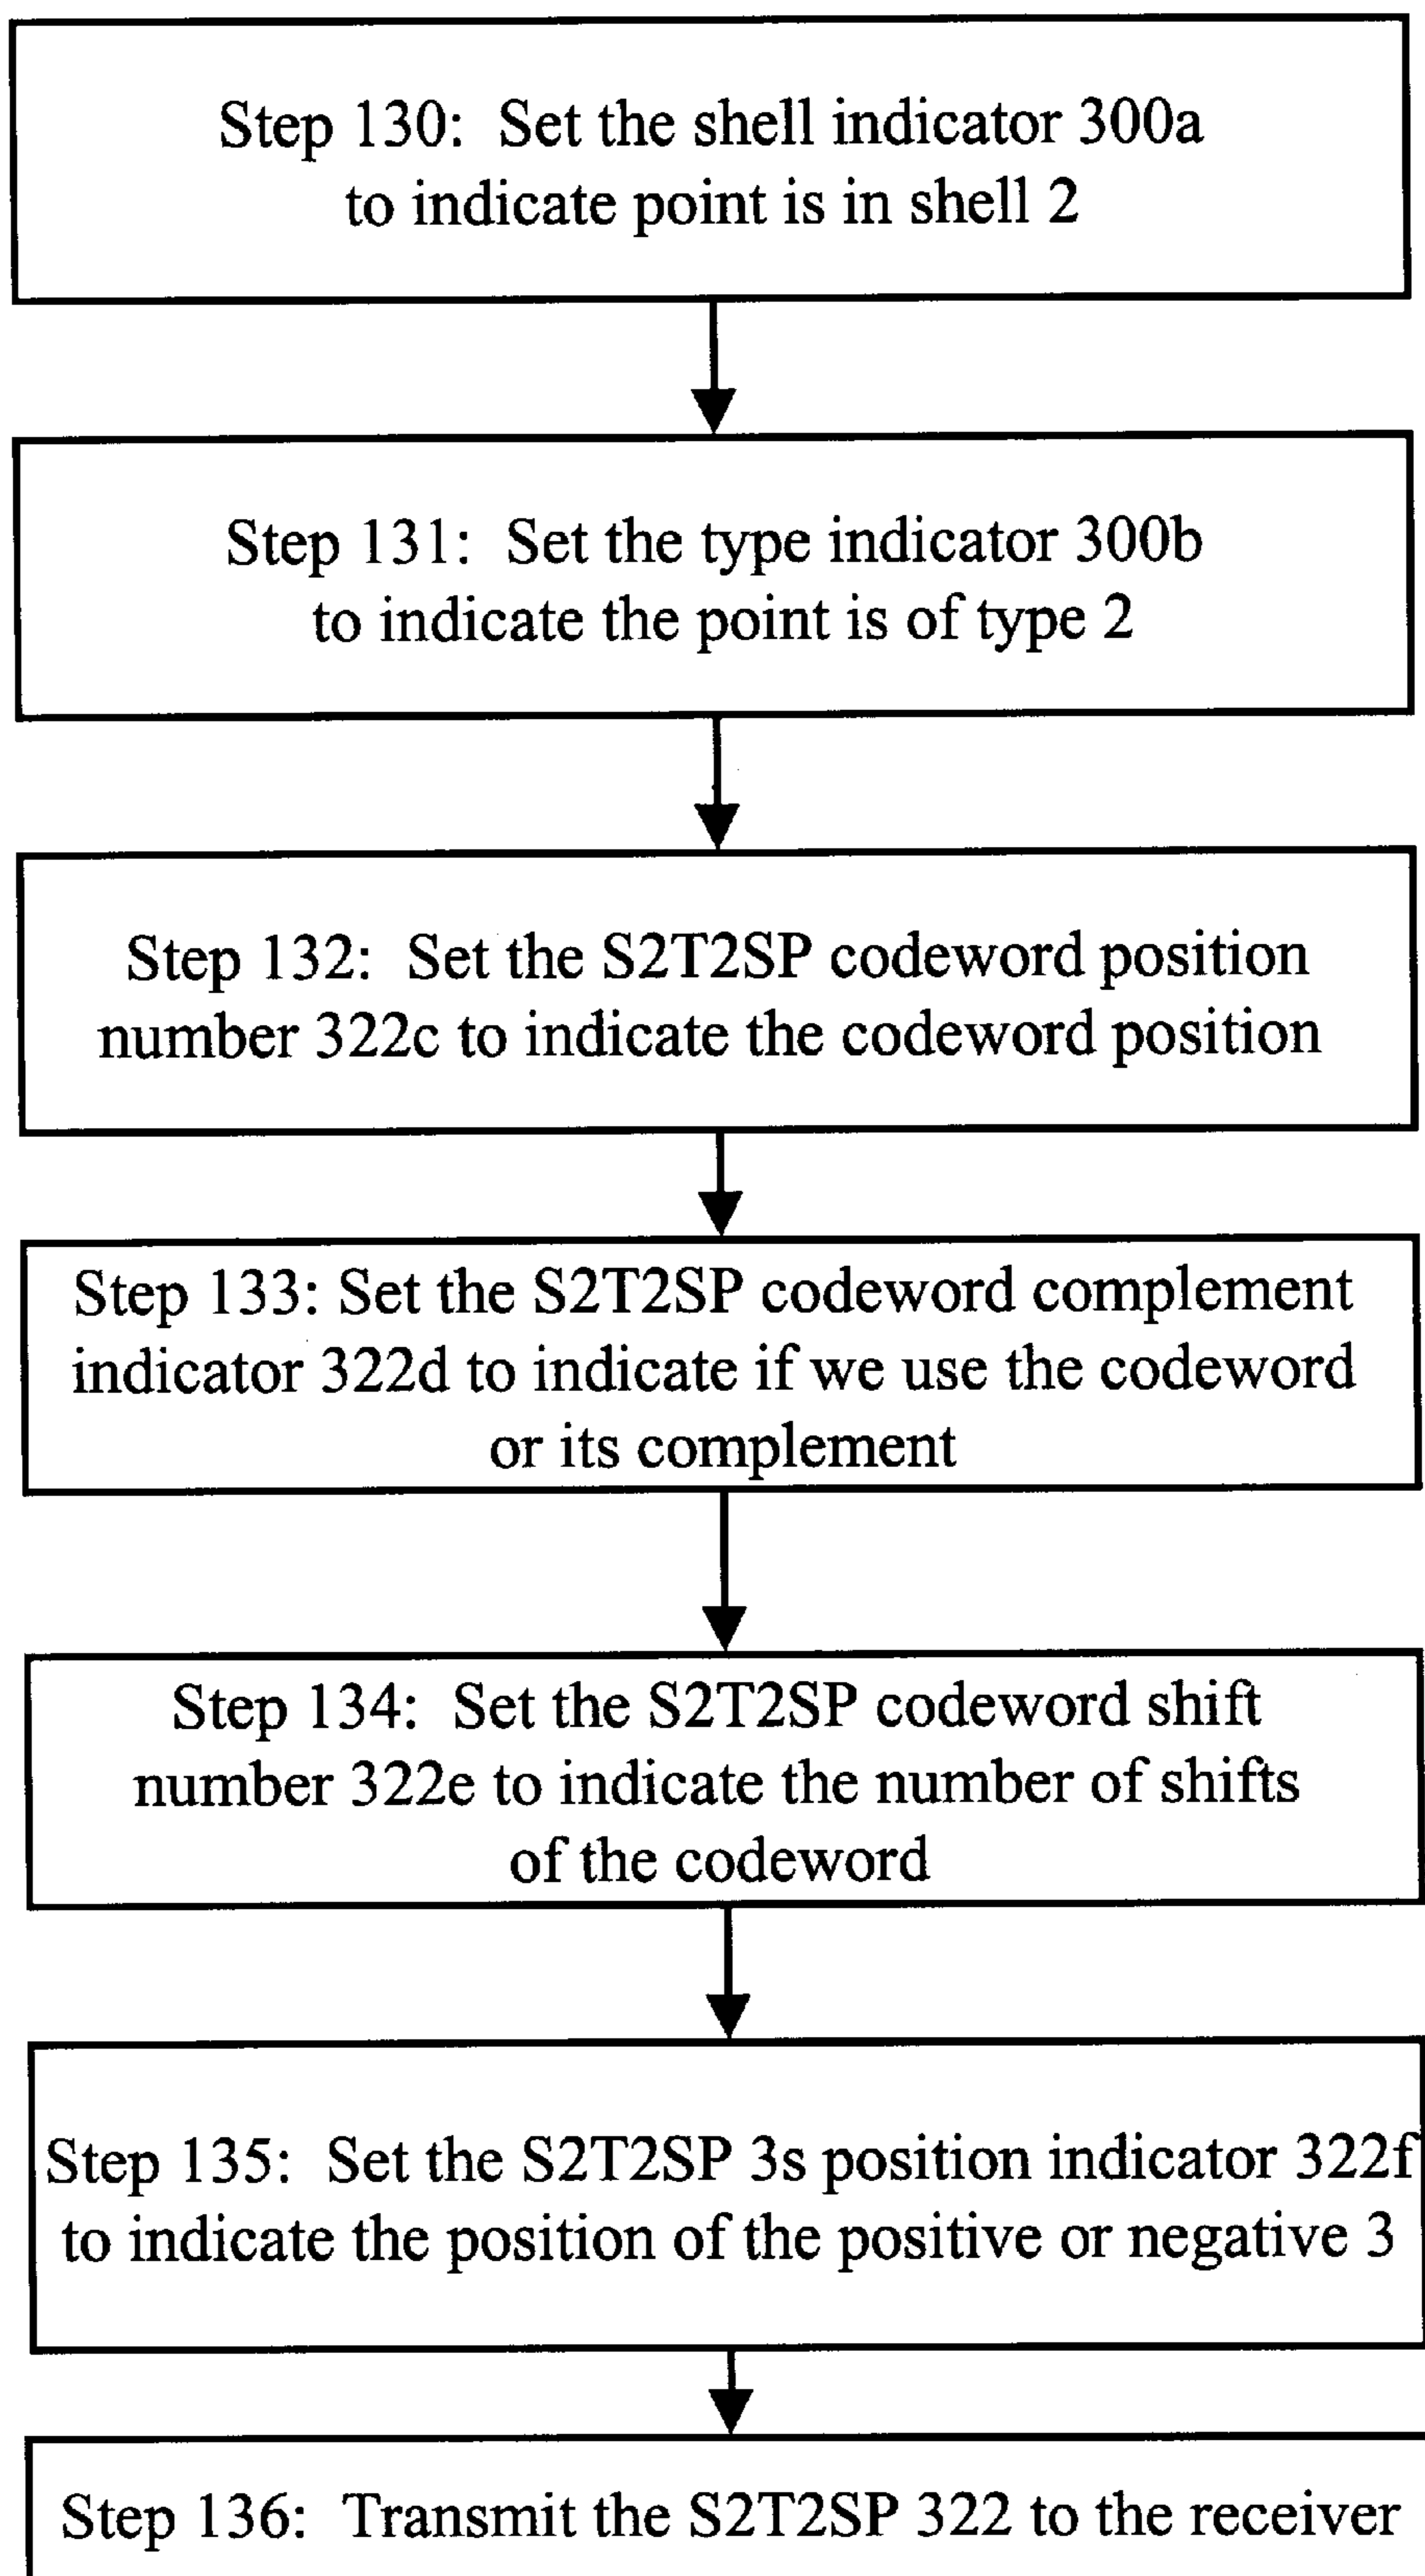 Step 130: Set the shell indicator 300a
to indicate point is in shell 2
Step 131: Set the type indicator 300b
to indicate the point is of type 2
Step 132: Set the S2T2SP codeword position
number 322c to indicate the codeword position
Step 133: Set the S2T2SP codeword complement
indicator 322d to indicate if we use the codeword
or its complement
Step 134: Set the S2T2SP codeword shift
number 322e to indicate the number of shifts
of the codeword
Step 135: Set the S2T2SP 3s position indicator 322f
to indicate the position of the positive or negative 3
Step 136: Transmit the S2T2SP 322 to the receiver